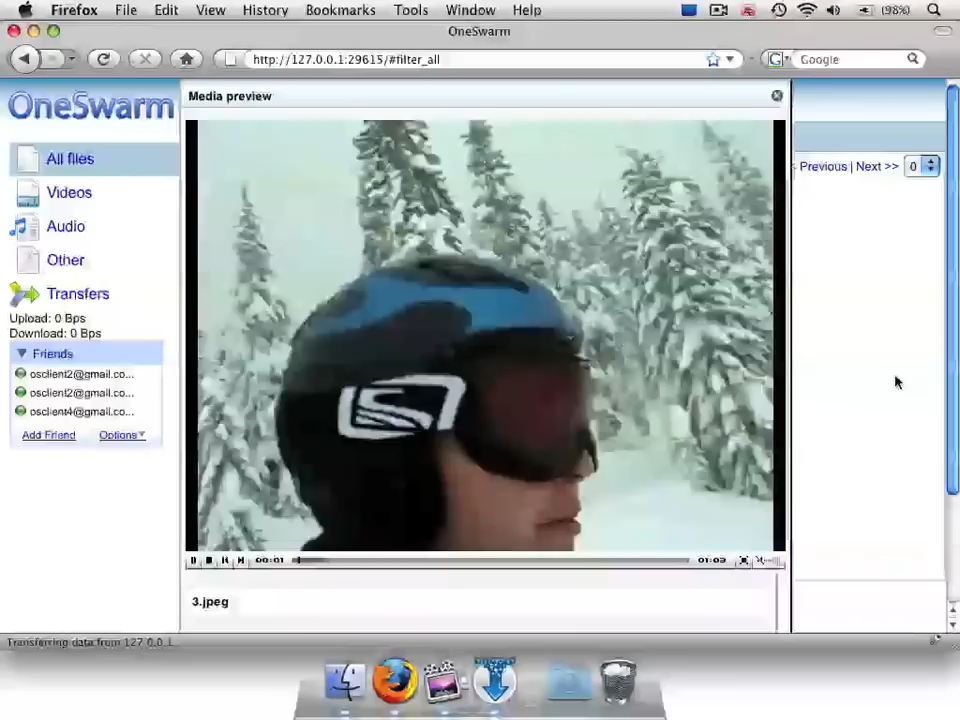 Firefox File Edit View History Bookmarks Tools Window Help (98%)
OneSwarm
http://127.0.0.1:29615/#filter_all
Google
OneSwarm
Media preview
All files
Previous | Next >> 0
Videos
Audio
Other
Transfers
Upload: 0 Bps
Download: 0 Bps
Friends
osclient2@gmail.co...
osclient2@gmail.co...
osclient4@gmail.co...
Add Friend Options
00:01 01:03
3.jpeg
Transferring data from 127.0.0.1...